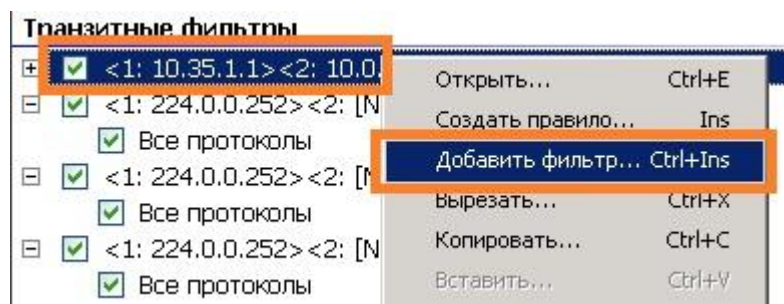 Транзитные фильтры
<1: 10.35.1.1><2: 10.0.
Открыть... Ctrl+E
<1: 224.0.0.252><2: [N
Создать правило... Ins
Все протоколы
Добавить фильтр... Ctrl+Ins
<1: 224.0.0.252><2: [N
Вырезать... Ctrl+X
Все протоколы
Копировать... Ctrl+C
<1: 224.0.0.252><2: [N
Вставить... Ctrl+V
Все протоколы